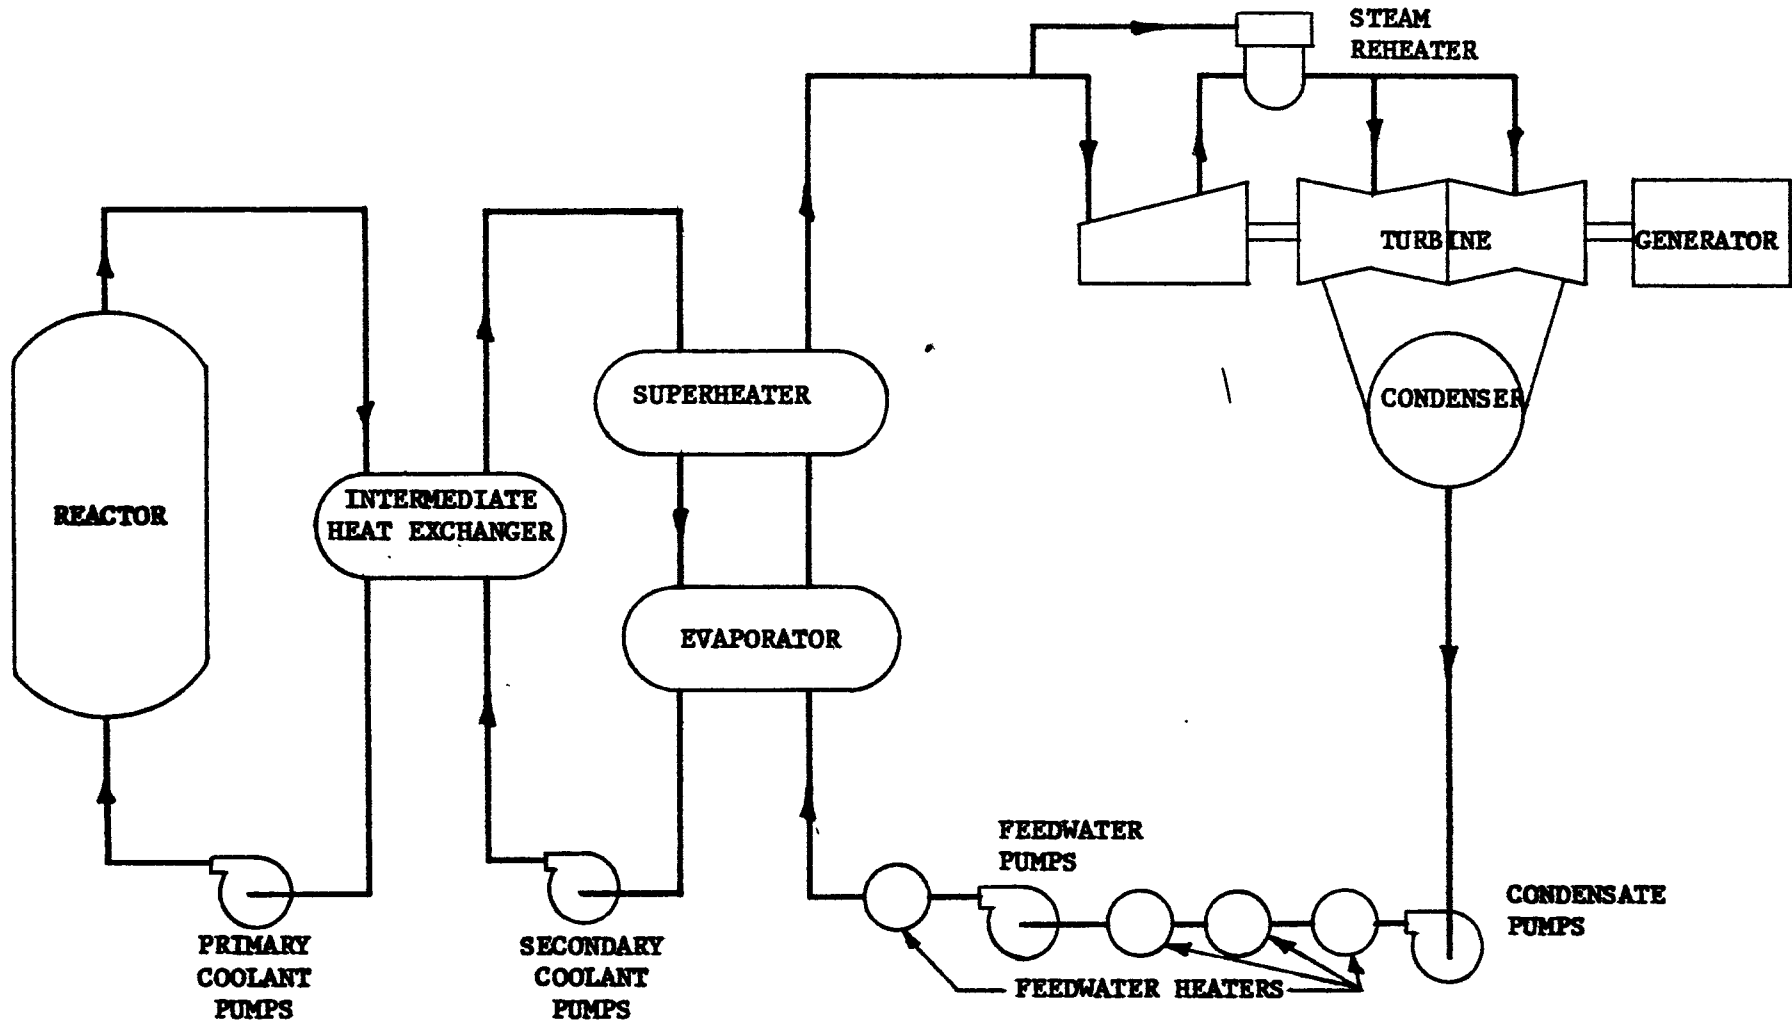 STEAM
REHEATER
TURBINE
GENERATOR
SUPERHEATER
CONDENSER
INTERMEDIATE
HEAT EXCHANGER
REACTOR
EVAPORATOR
FEEDWATER
PUMPS
CONDENSATE
PUMPS
PRIMARY
COOLANT
PUMPS
SECONDARY
COOLANT
PUMPS
FEEDWATER HEATERS